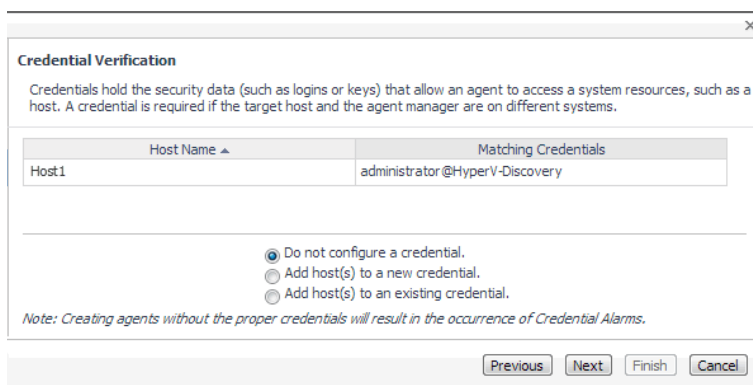 Credential Verification
Credentials hold the security data (such as logins or keys) that allow an agent to access a system resources, such as a
host. A credential is required if the target host and the agent manager are on different systems.
Host Name Matching Credentials
Host1 administrator@HyperV-Discovery
Do not configure a credential.
Add host(s) to a new credential.
Add host(s) to an existing credential.
Note: Creating agents without the proper credentials will result in the occurrence of Credential Alarms.
Previous Next Finish Cancel